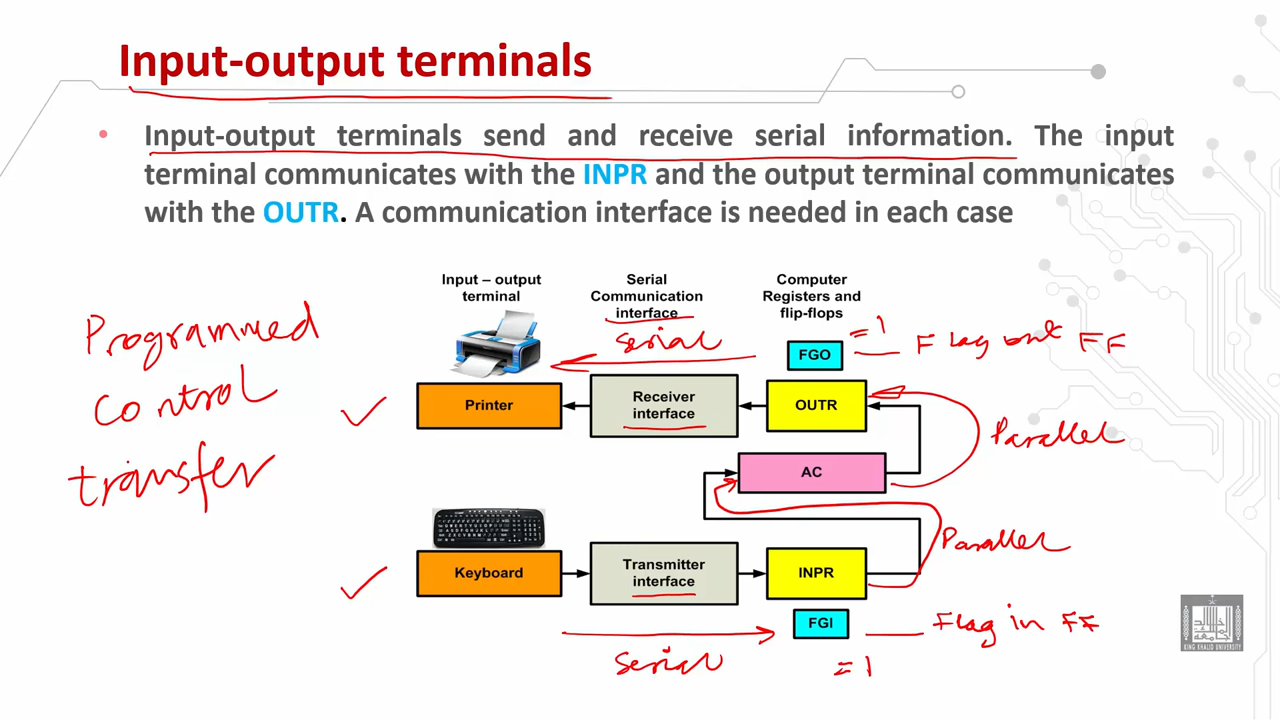 Input-output terminals
• Input-output terminals send and receive serial information. The input
terminal communicates with the INPR and the output terminal communicates
with the OUTR. A communication interface is needed in each case
Input – output
terminal
Serial
Communication
interface
Computer
Registers and
flip-flops
serial
= 1
FGO
Flag out FF
Programmed
control
transfer
Printer
Receiver
interface
OUTR
Parallel
AC
Parallel
Keyboard
Transmitter
interface
INPR
FGI
Flag in FF
serial
= 1
KING KHALID UNIVERSITY